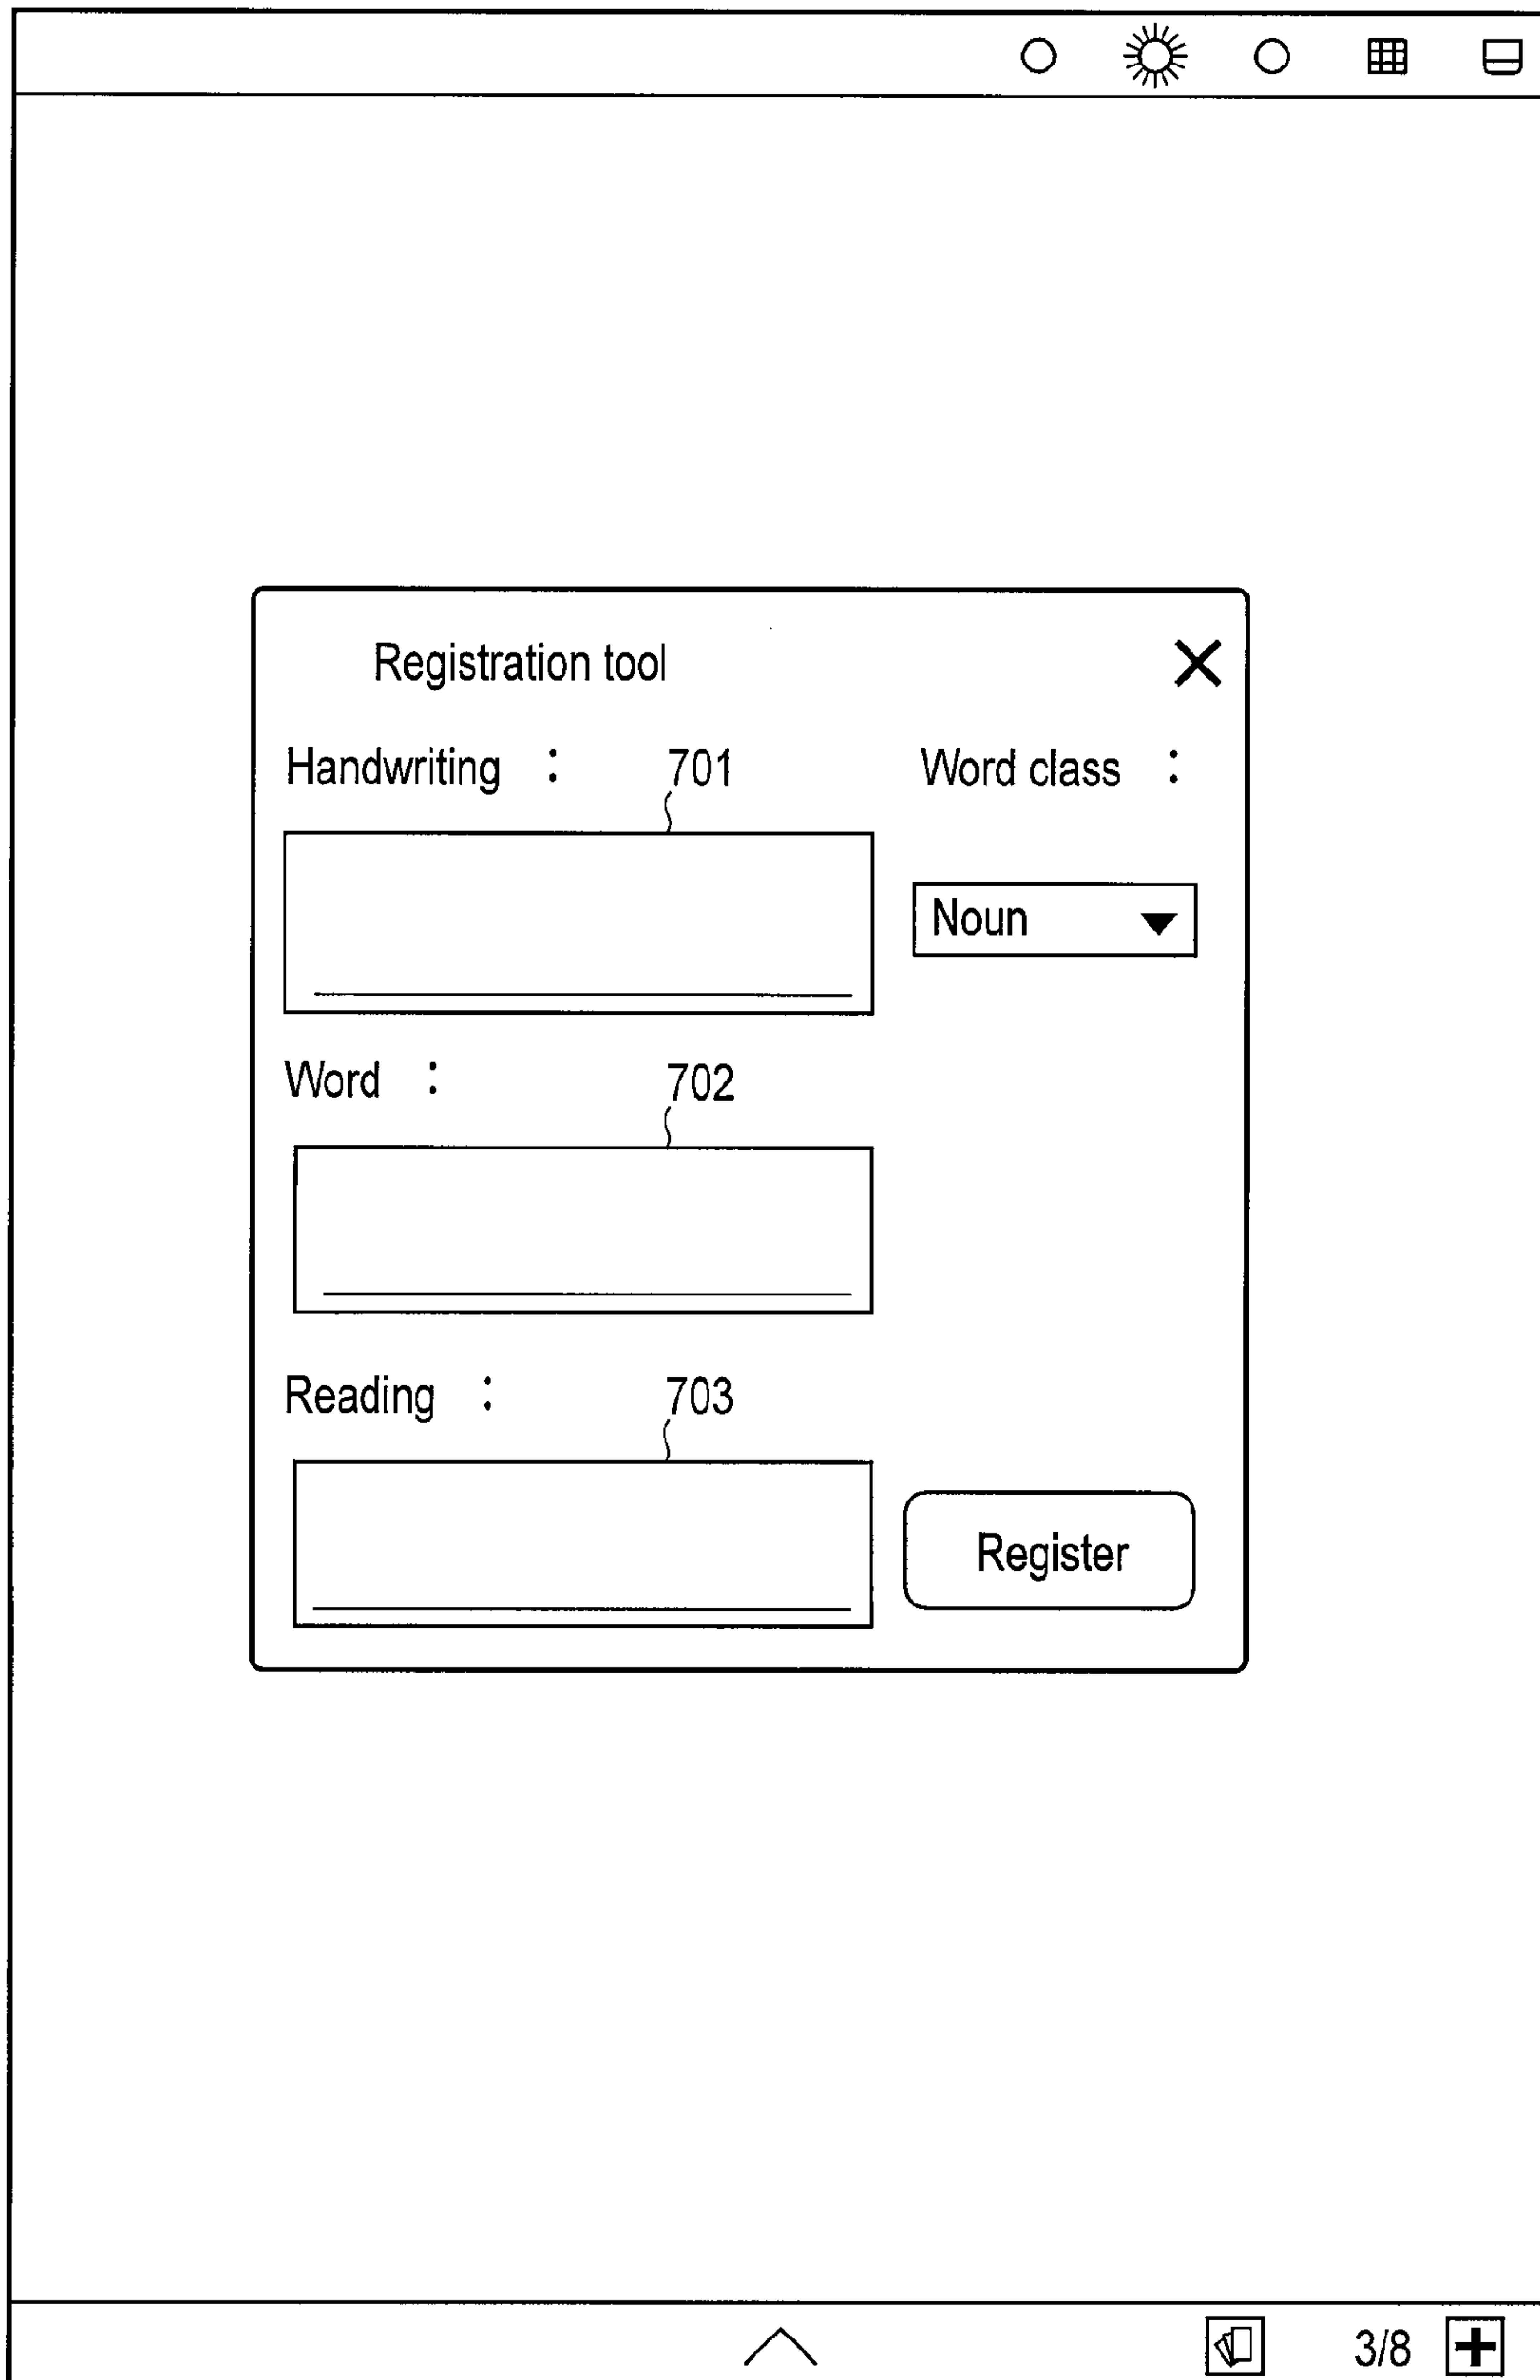 Registration tool
Handwriting : 701 Word class :
Noun
Word : 702
Reading : 703
Register
3/8